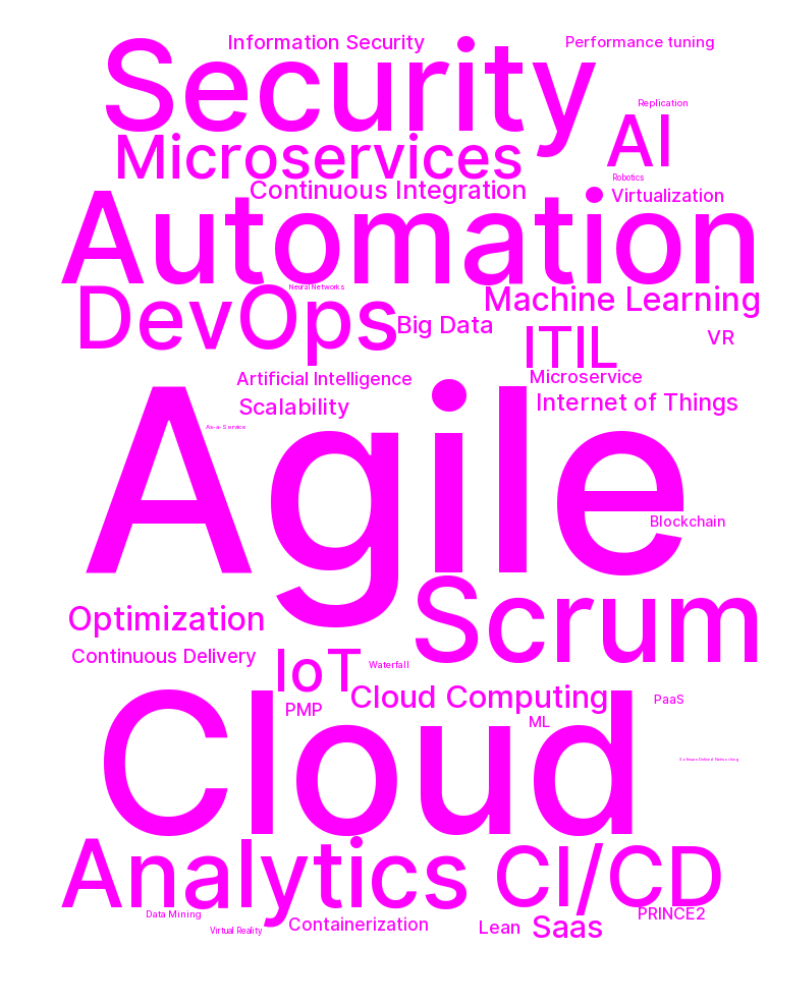 Information Security
Performance tuning
Security
Replication
AI
Microservices
Robotics
Continuous Integration
Virtualization
Automation
Neural Networks
DevOps
Machine Learning
Big Data
ITIL
VR
Artificial Intelligence
Microservice
Scalability
Internet of Things
As-a-Service
Agile
Blockchain
Scrum
Optimization
Continuous Delivery
IoT
Waterfall
Cloud Computing
PaaS
PMP
ML
Cloud
Software Defined Networking
Analytics
CI/CD
Data Mining
PRINCE2
Virtual Reality
Containerization
Lean
Saas